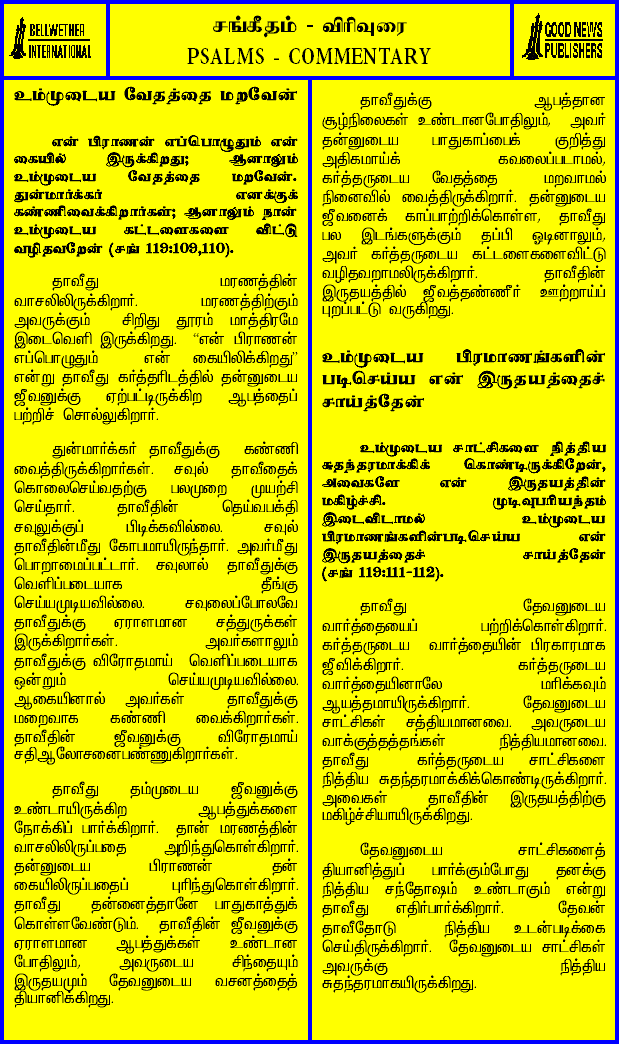 BELLWETHER
INTERNATIONAL
சங்கீதம் - விரிவுரை
PSALMS - COMMENTARY
GOOD NEWS
PUBLISHERS
உம்முடைய வேதத்தை மறவேன்
என் பிராணன் எப்பொழுதும் என்
கையில் இருக்கிறது; ஆனாலும்
உம்முடைய வேதத்தை மறவேன்.
துன்மார்க்கர் எனக்குக்
கண்ணிவைக்கிறார்கள்; ஆனாலும் நான்
உம்முடைய கட்டளைகளை விட்டு
வழிதவறேன் (சங் 119:109,110).
தாவீது மரணத்தின்
வாசலிலிருக்கிறார். மரணத்திற்கும்
அவருக்கும் சிறிது தூரம் மாத்திரமே
இடைவெளி இருக்கிறது. “என் பிராணன்
எப்பொழுதும் என் கையிலிக்கிறது”
என்று தாவீது கர்த்தரிடத்தில் தன்னுடைய
ஜீவனுக்கு ஏற்பட்டிருக்கிற ஆபத்தைப்
பற்றிச் சொல்லுகிறார்.
துன்மார்க்கர் தாவீதுக்கு கண்ணி
வைத்திருக்கிறார்கள். சவுல் தாவீதைக்
கொலைசெய்வதற்கு பலமுறை முயற்சி
செய்தார். தாவீதின் தெய்வபக்தி
சவுலுக்குப் பிடிக்கவில்லை. சவுல்
தாவீதின்மீது கோபமாயிருந்தார். அவர்மீது
பொறாமைப்பட்டார். சவுலால் தாவீதுக்கு
வெளிப்படையாக தீங்கு
செய்யமுடியவில்லை. சவுலைப்போலவே
தாவீதுக்கு ஏராளமான சத்துருக்கள்
இருக்கிறார்கள். அவர்களாலும்
தாவீதுக்கு விரோதமாய் வெளிப்படையாக
ஒன்றும் செய்யமுடியவில்லை.
ஆகையினால் அவர்கள் தாவீதுக்கு
மறைவாக கண்ணி வைக்கிறார்கள்.
தாவீதின் ஜீவனுக்கு விரோதமாய்
சதிஆலோசனைபண்ணுகிறார்கள்.
தாவீது தம்முடைய ஜீவனுக்கு
உண்டாயிருக்கிற ஆபத்துக்களை
நோக்கிப் பார்க்கிறார். தான் மரணத்தின்
வாசலிலிருப்பதை அறிந்துகொள்கிறார்.
தன்னுடைய பிராணன் தன்
கையிலிருப்பதைப் புரிந்துகொள்கிறார்.
தாவீது தன்னைத்தானே பாதுகாத்துக்
கொள்ளவேண்டும். தாவீதின் ஜீவனுக்கு
ஏராளமான ஆபத்துக்கள் உண்டான
போதிலும், அவருடைய சிந்தையும்
இருதயமும் தேவனுடைய வசனத்தைத்
தியானிக்கிறது.
தாவீதுக்கு ஆபத்தான
சூழ்நிலைகள் உண்டானபோதிலும், அவர்
தன்னுடைய பாதுகாப்பைக் குறித்து
அதிகமாய்க் கவலைப்படாமல்,
கர்த்தருடைய வேதத்தை மறவாமல்
நினைவில் வைத்திருக்கிறார். தன்னுடைய
ஜீவனைக் காப்பாற்றிக்கொள்ள, தாவீது
பல இடங்களுக்கும் தப்பி ஓடினாலும்,
அவர் கர்த்தருடைய கட்டளைகளைவிட்டு
வழிதவறாமலிருக்கிறார். தாவீதின்
இருதயத்தில் ஜீவத்தண்ணீர் ஊற்றாய்ப்
புறப்பட்டு வருகிறது.
உம்முடைய பிரமாணங்களின்
படிசெய்ய என் இருதயத்தைச்
சாய்த்தேன்
உம்முடைய சாட்சிகளை நித்திய
சுதந்தரமாக்கிக் கொண்டிருக்கிறேன்,
அவைகளே என் இருதயத்தின்
மகிழ்ச்சி. முடிவுபரியந்தம்
இடைவிடாமல் உம்முடைய
பிரமாணங்களின்படிசெய்ய என்
இருதயத்தைச் சாய்த்தேன்
(சங் 119:111-112).
தாவீது தேவனுடைய
வார்த்தையைப் பற்றிக்கொள்கிறார்.
கர்த்தருடைய வார்த்தையின் பிரகாரமாக
ஜீவிக்கிறார். கர்த்தருடைய
வார்த்தையினாலே மரிக்கவும்
ஆயத்தமாயிருக்கிறார். தேவனுடைய
சாட்சிகள் சத்தியமானவை. அவருடைய
வாக்குத்தத்தங்கள் நித்தியமானவை.
தாவீது கர்த்தருடைய சாட்சிகளை
நித்திய சுதந்தரமாக்கிக்கொண்டிருக்கிறார்.
அவைகள் தாவீதின் இருதயத்திற்கு
மகிழ்ச்சியாயிருக்கிறது.
தேவனுடைய சாட்சிகளைத்
தியானித்துப் பார்க்கும்போது தனக்கு
நித்திய சந்தோஷம் உண்டாகும் என்று
தாவீது எதிர்பார்க்கிறார். தேவன்
தாவீதோடு நித்திய உடன்படிக்கை
செய்திருக்கிறார். தேவனுடைய சாட்சிகள்
அவருக்கு நித்திய
சுதந்தரமாகயிருக்கிறது.